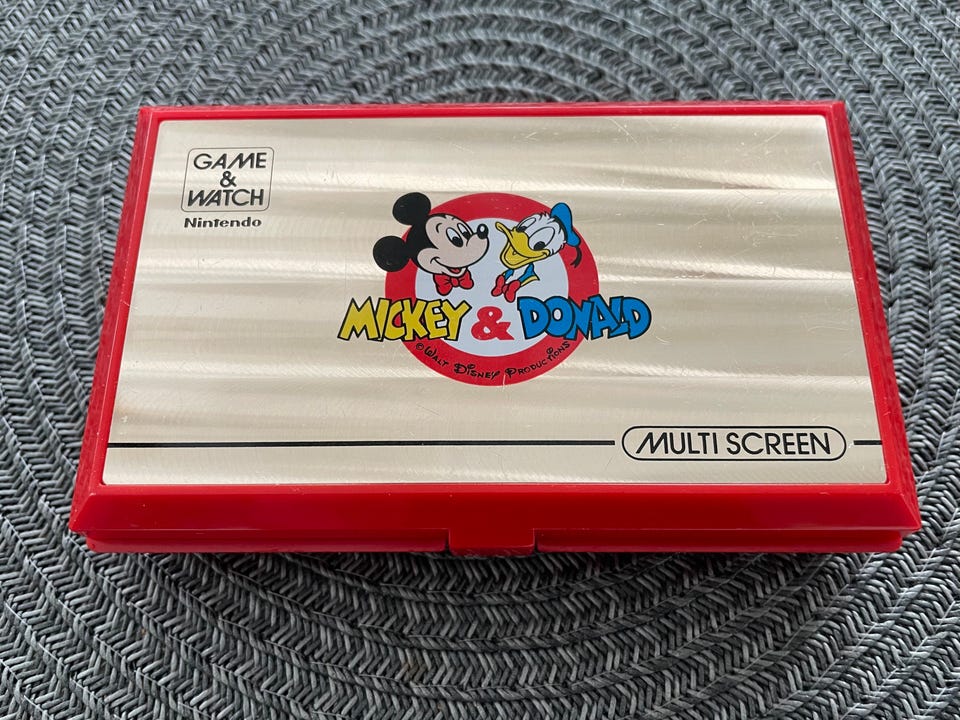 GAME
&
WATCH
Nintendo
MICKEY & DONALD
© WALT DISNEY PRODUCTIONS
MULTI SCREEN